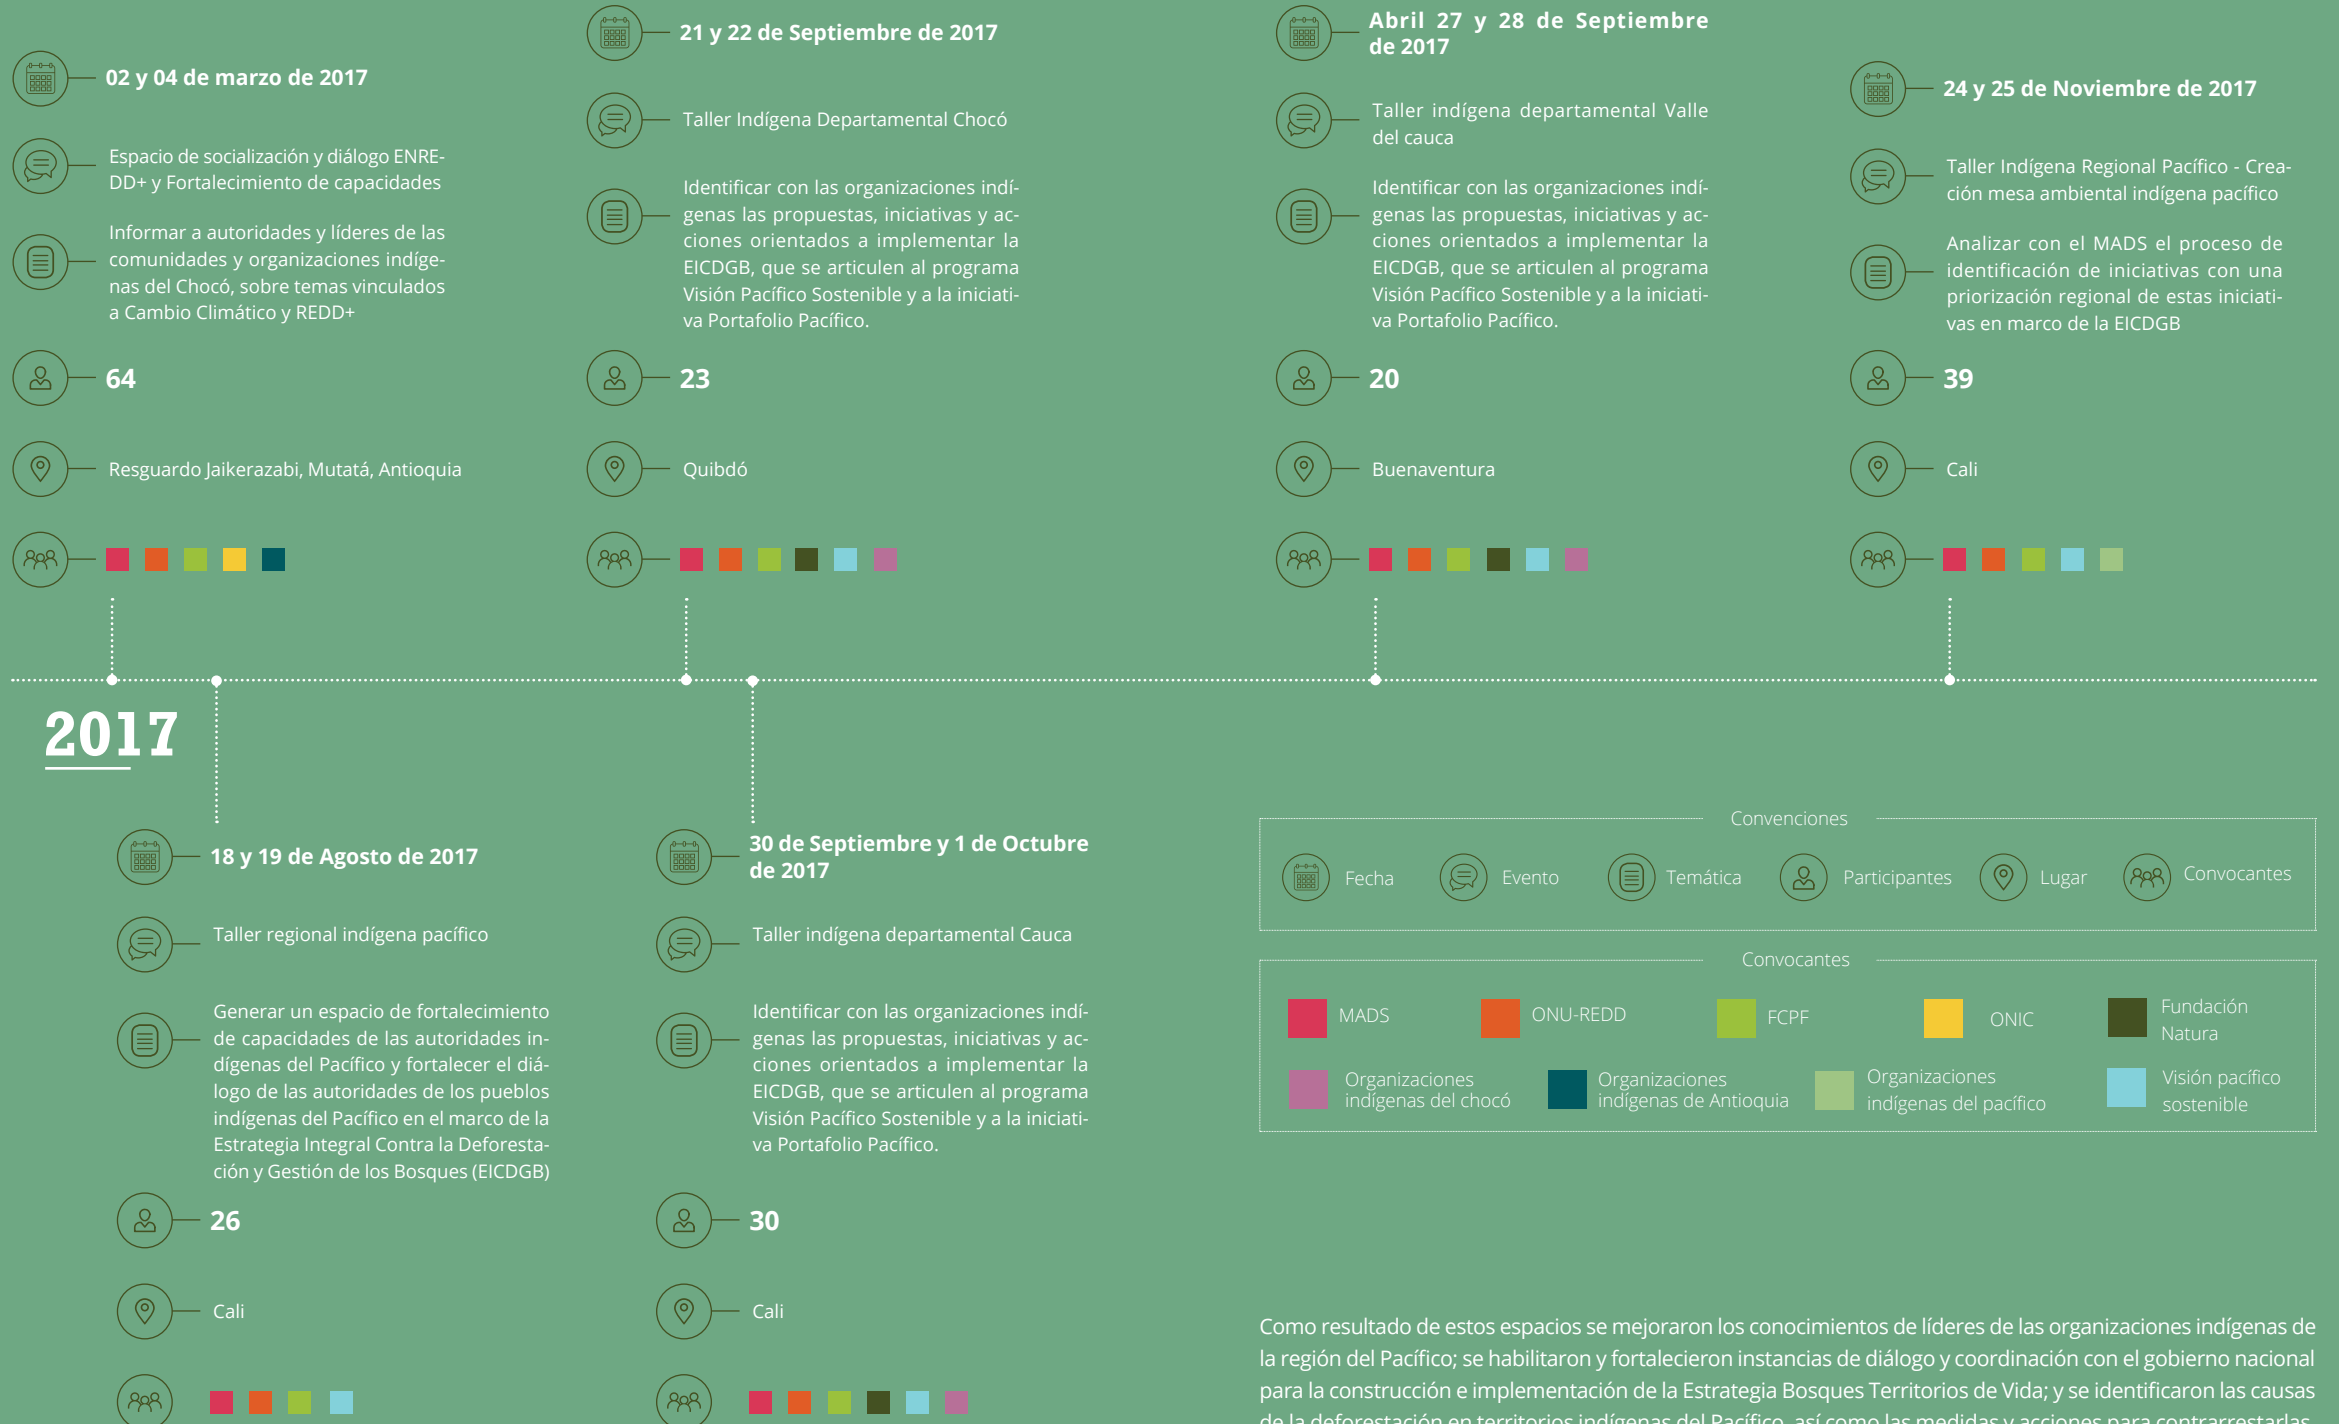 02 y 04 de marzo de 2017
Espacio de socialización y diálogo ENRE-
DD+ y Fortalecimiento de capacidades
Informar a autoridades y líderes de las
comunidades y organizaciones indíge-
nas del Chocó, sobre temas vinculados
a Cambio Climático y REDD+
64
Resguardo Jaikerazabi, Mutatá, Antioquia
21 y 22 de Septiembre de 2017
Taller Indígena Departamental Chocó
Identificar con las organizaciones indí-
genas las propuestas, iniciativas y ac-
ciones orientados a implementar la
EICDGB, que se articulen al programa
Visión Pacífico Sostenible y a la iniciati-
va Portafolio Pacífico.
23
Quibdó
Abril 27 y 28 de Septiembre
de 2017
Taller indígena departamental Valle
del cauca
Identificar con las organizaciones indí-
genas las propuestas, iniciativas y ac-
ciones orientados a implementar la
EICDGB, que se articulen al programa
Visión Pacífico Sostenible y a la iniciati-
va Portafolio Pacífico.
20
Buenaventura
24 y 25 de Noviembre de 2017
Taller Indígena Regional Pacífico - Crea-
ción mesa ambiental indígena pacífico
Analizar con el MADS el proceso de
identificación de iniciativas con una
priorización regional de estas iniciati-
vas en marco de la EICDGB
39
Cali
2017
18 y 19 de Agosto de 2017
Taller regional indígena pacífico
Generar un espacio de fortalecimiento
de capacidades de las autoridades in-
dígenas del Pacífico y fortalecer el diá-
logo de las autoridades de los pueblos
indígenas del Pacífico en el marco de la
Estrategia Integral Contra la Deforesta-
ción y Gestión de los Bosques (EICDGB)
26
Cali
30 de Septiembre y 1 de Octubre
de 2017
Taller indígena departamental Cauca
Identificar con las organizaciones indí-
genas las propuestas, iniciativas y ac-
ciones orientados a implementar la
EICDGB, que se articulen al programa
Visión Pacífico Sostenible y a la iniciati-
va Portafolio Pacífico.
30
Cali
Convenciones
Fecha
Evento
Temática
Participantes
Lugar
Convocantes
Convocantes
MADS
ONU-REDD
FCPF
ONIC
Fundación
Natura
Organizaciones
indígenas del chocó
Organizaciones
indígenas de Antioquia
Organizaciones
indígenas del pacífico
Visión pacífico
sostenible
Como resultado de estos espacios se mejoraron los conocimientos de líderes de las organizaciones indígenas de
la región del Pacífico; se habilitaron y fortalecieron instancias de diálogo y coordinación con el gobierno nacional
para la construcción e implementación de la Estrategia Bosques Territorios de Vida; y se identificaron las causas
de la deforestación en territorios indígenas del Pacífico, así como las medidas y acciones para contrarrestarlas.